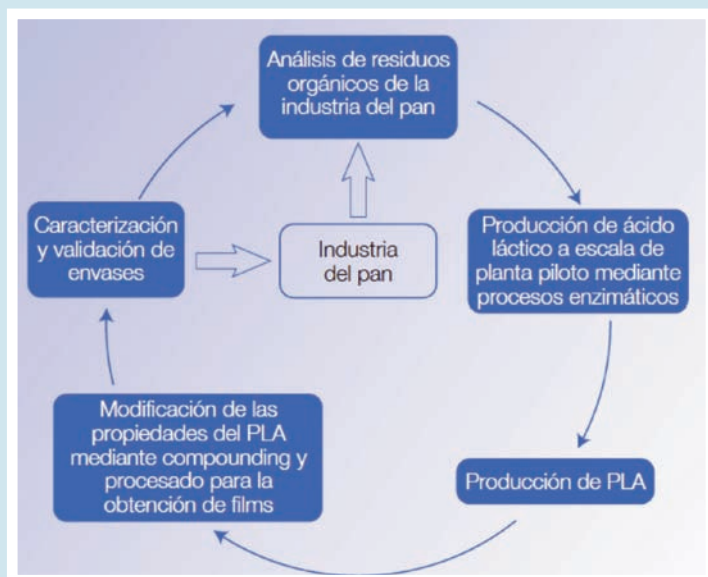 Análisis de residuos
orgánicos de la
industria del pan
Caracterización
y validación de
envases
Industria
del pan
Producción de ácido
láctico a escala de
planta piloto mediante
procesos enzimáticos
Modificación de las
propiedades del PLA
mediante compounding y
procesado para la
obtención de films
Producción de PLA